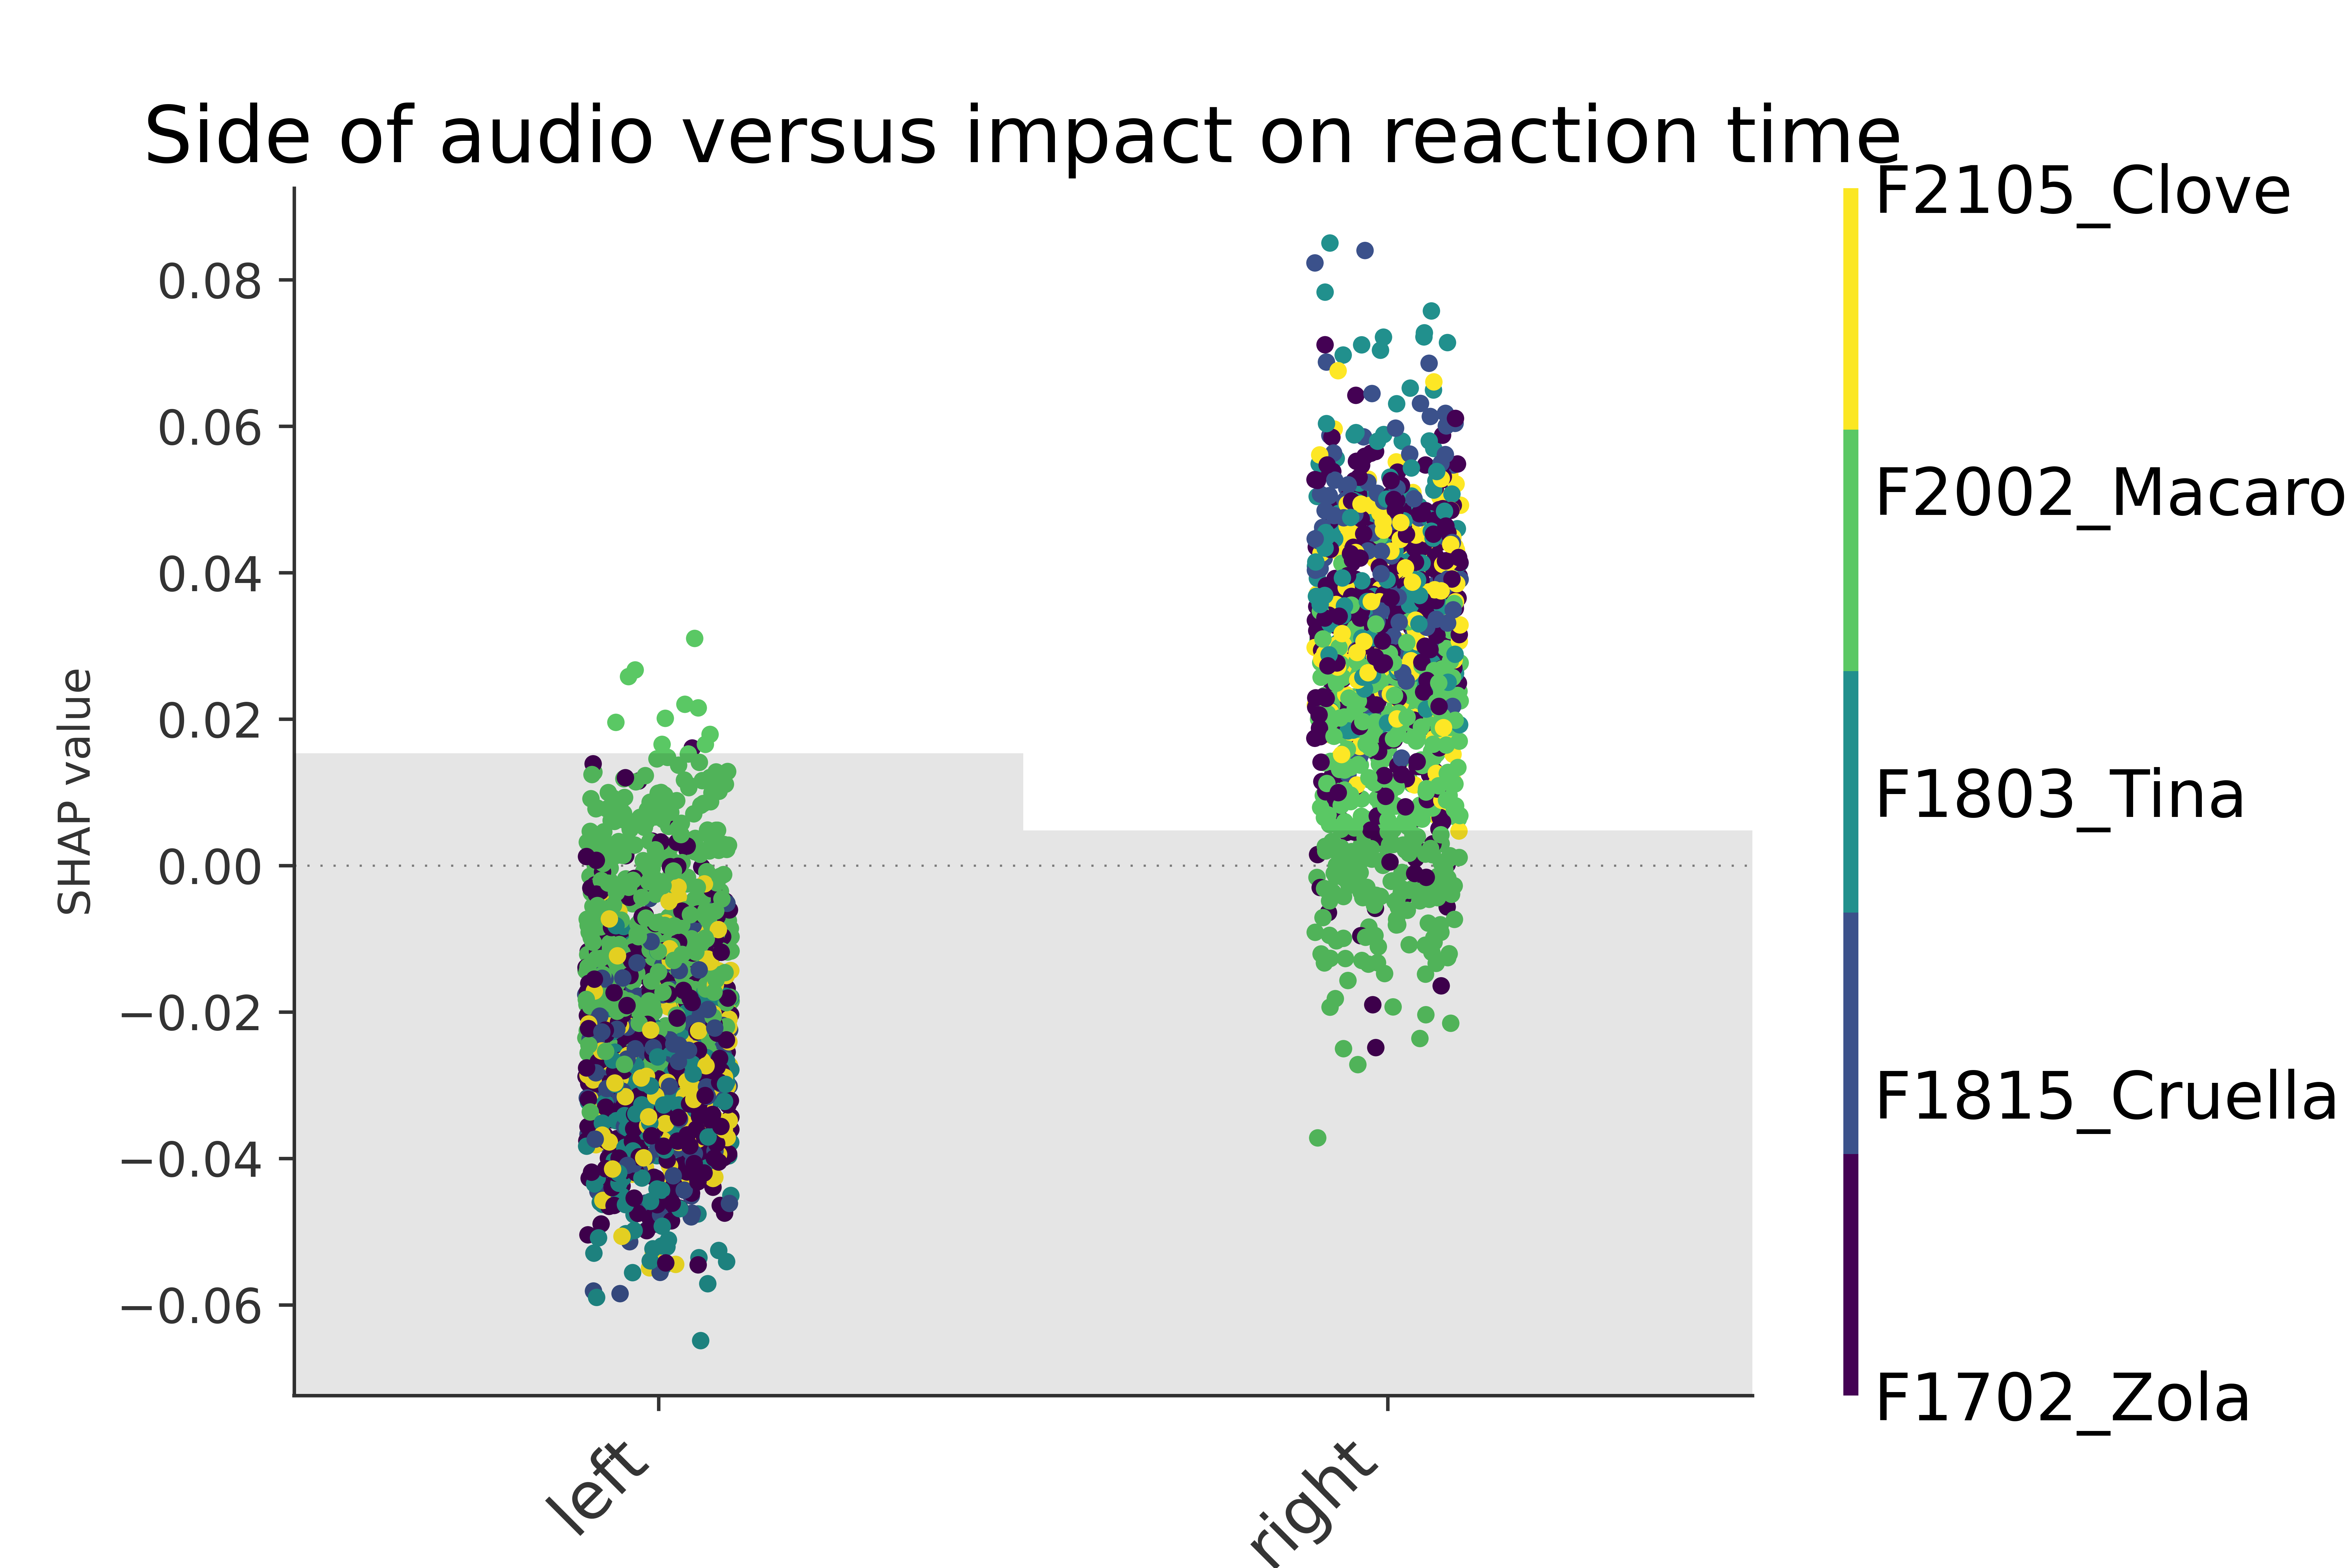 Side of audio versus impact on reaction time
SHAP value
0.08
0.06
0.04
0.02
0.00
−0.02
−0.04
−0.06
left
right
F2105_Clove
F2002_Macaro
F1803_Tina
F1815_Cruella
F1702_Zola